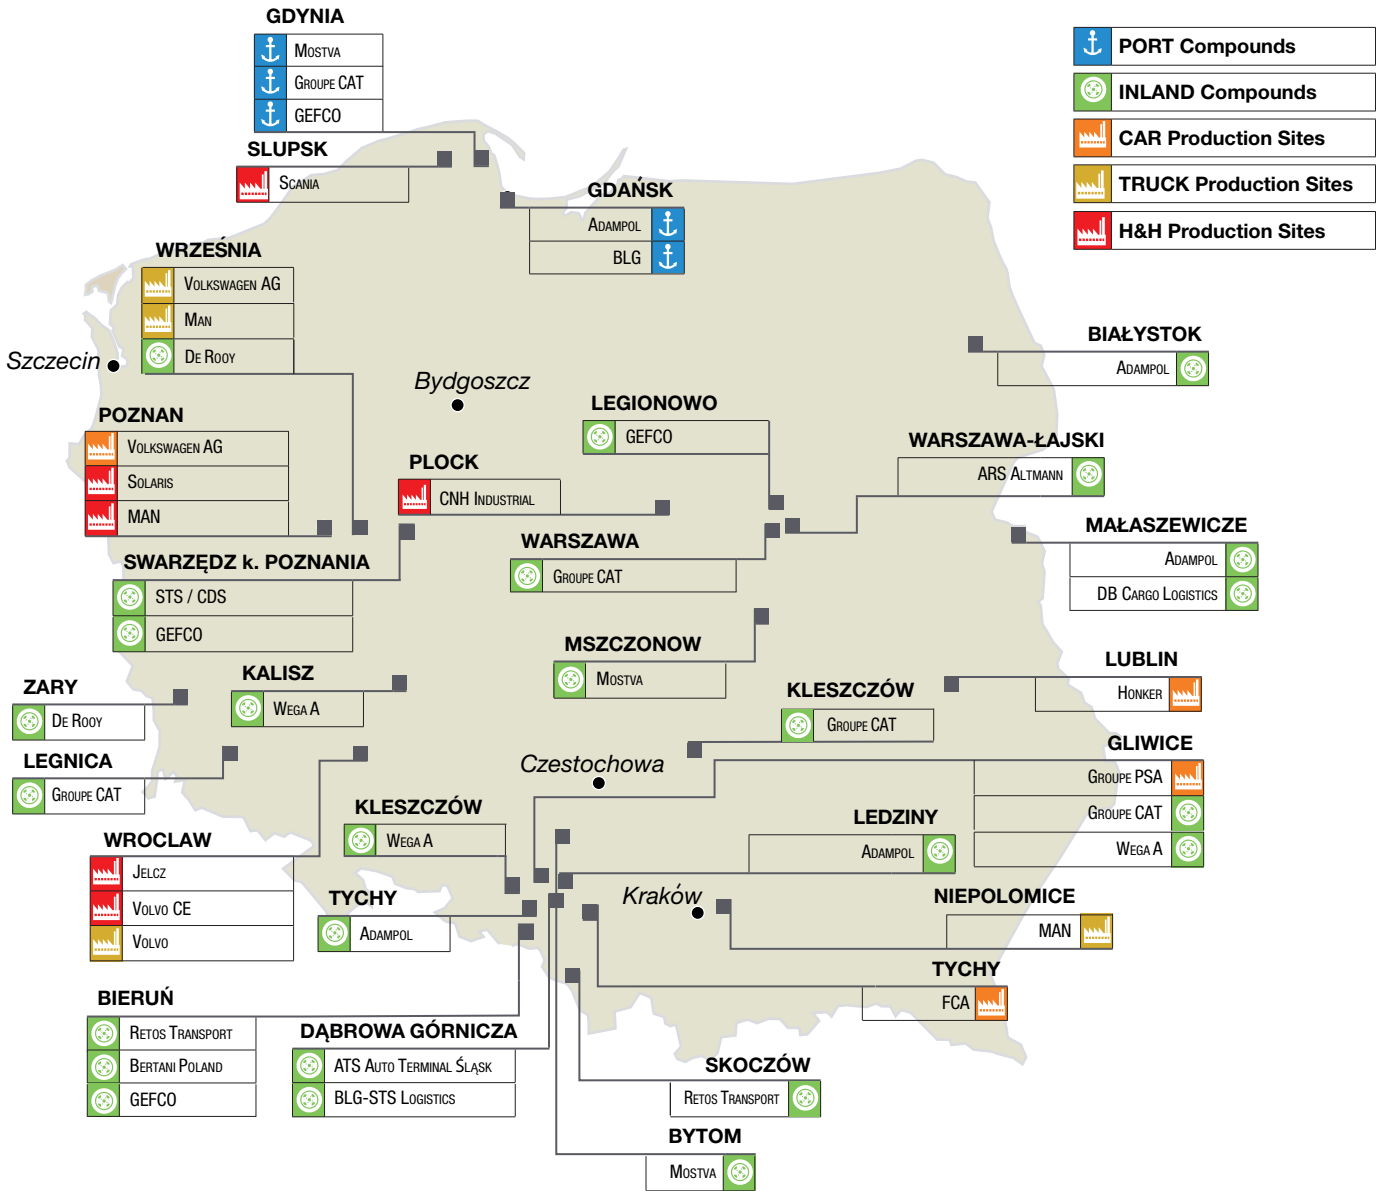 GDYNIA
Mostva
Groupe CAT
GEFCO
PORT Compounds
INLAND Compounds
CAR Production Sites
TRUCK Production Sites
H&H Production Sites
SLUPSK
Scania
GDAŃSK
Adampol
BLG
WRZEŚNIA
Volkswagen AG
Man
De Rooy
Szczecin
Bydgoszcz
BIAŁYSTOK
Adampol
POZNAN
Volkswagen AG
Solaris
MAN
LEGIONOWO
GEFCO
WARSZAWA-ŁAJSKI
ARS Altmann
PLOCK
CNH Industrial
MAŁASZEWICZE
Adampol
DB Cargo Logistics
WARSZAWA
Groupe CAT
SWARZĘDZ k. POZNANIA
STS / CDS
GEFCO
MSZCZONOW
Mostva
LUBLIN
Honker
KALISZ
Wega A
ZARY
De Rooy
KLESZCZÓW
Groupe CAT
LEGNICA
Groupe CAT
Czestochowa
GLIWICE
Groupe PSA
Groupe CAT
Wega A
KLESZCZÓW
Wega A
LEDZINY
Adampol
WROCLAW
Jelcz
Volvo CE
Volvo
TYCHY
Adampol
Kraków
NIEPOLOMICE
MAN
TYCHY
FCA
BIERUŃ
Retos Transport
Bertani Poland
GEFCO
DĄBROWA GÓRNICZA
ATS Auto Terminal Śląsk
BLG-STS Logistics
SKOCZÓW
Retos Transport
BYTOM
Mostva